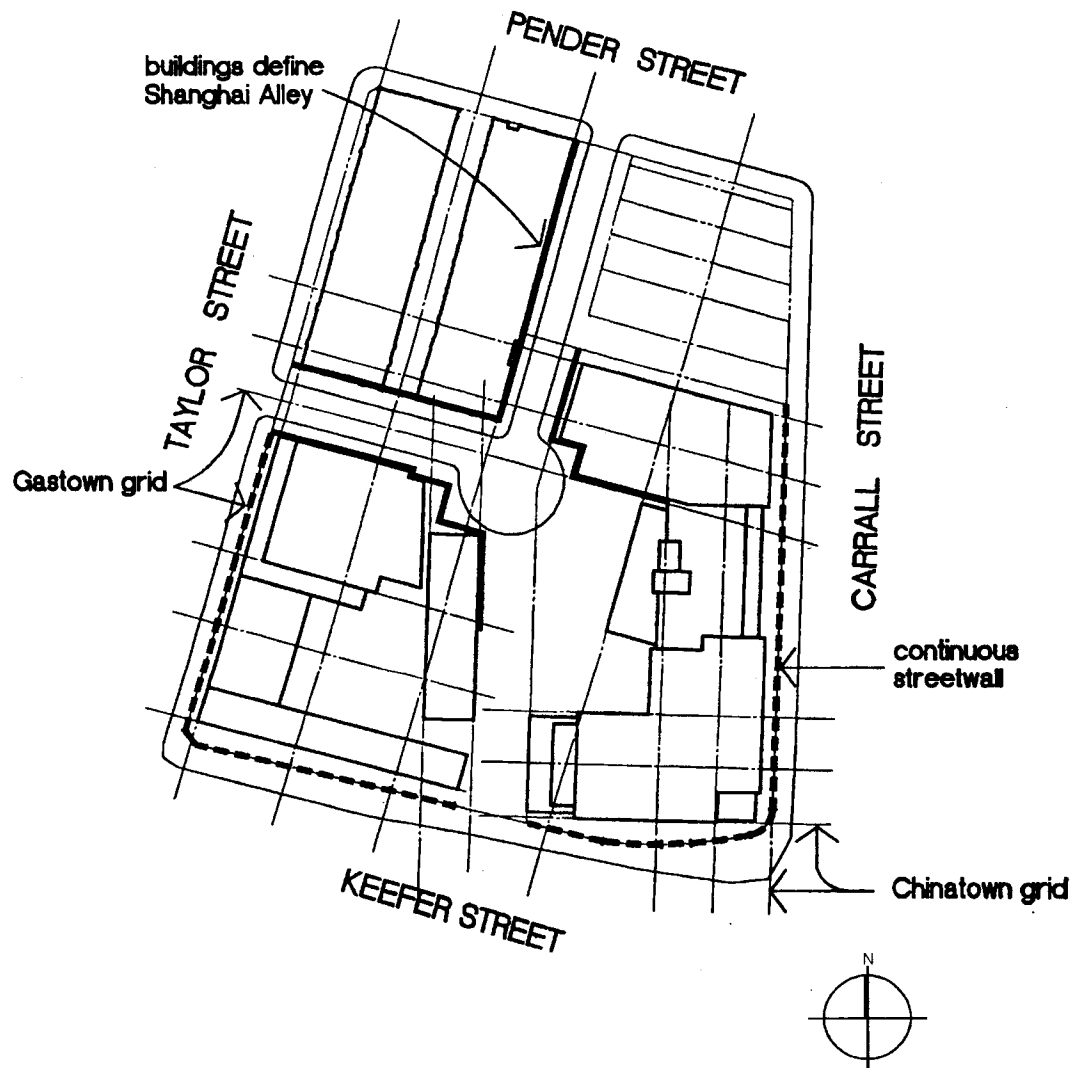 PENDER STREET
buildings define
Shanghai Alley
TAYLOR STREET
CARRALL STREET
Gastown grid
continuous
streetwall
Chinatown grid
KEEFER STREET
N